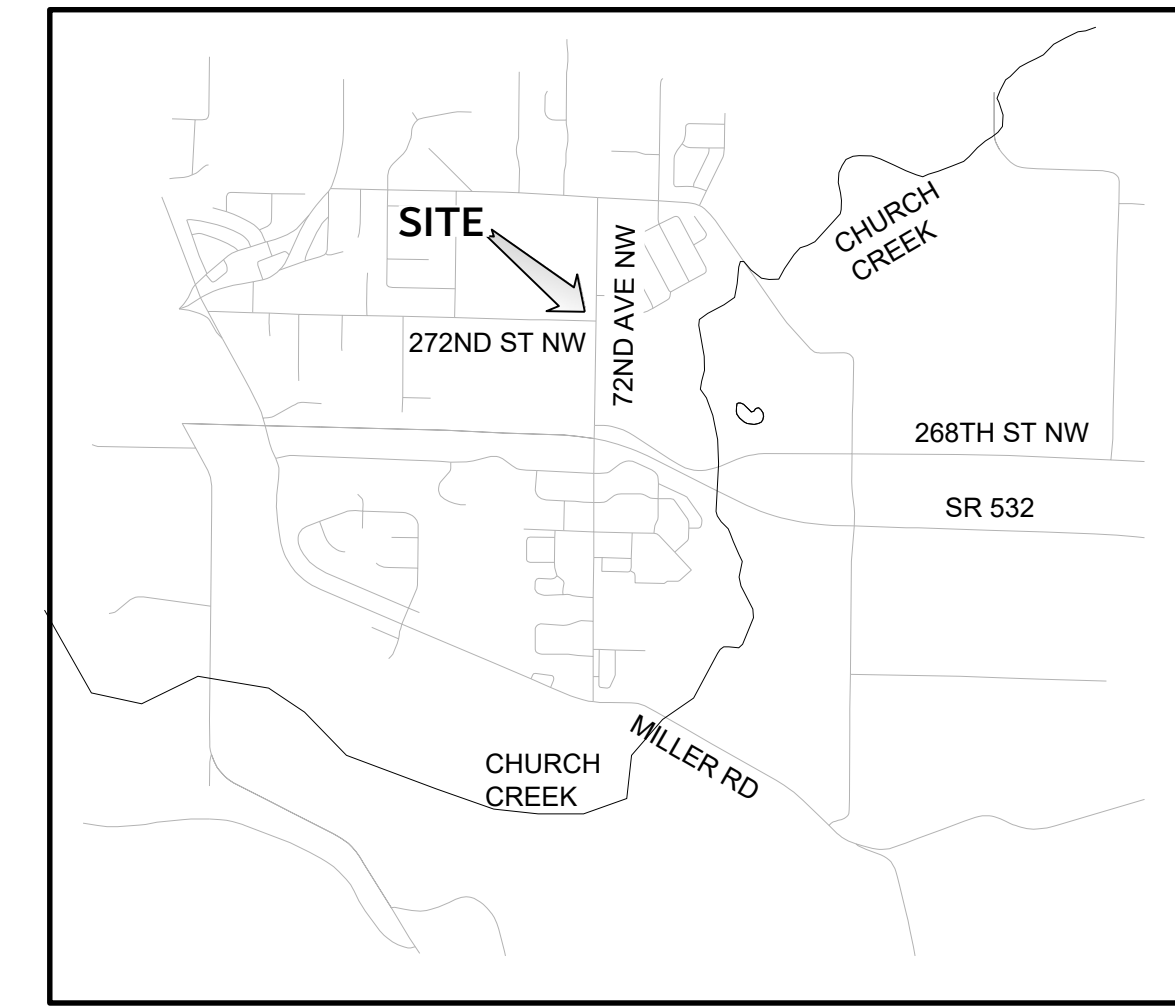 CHURCH
CREEK
SITE
72ND AVE NW
272ND ST NW
268TH ST NW
SR 532
MILLER RD
CHURCH
CREEK